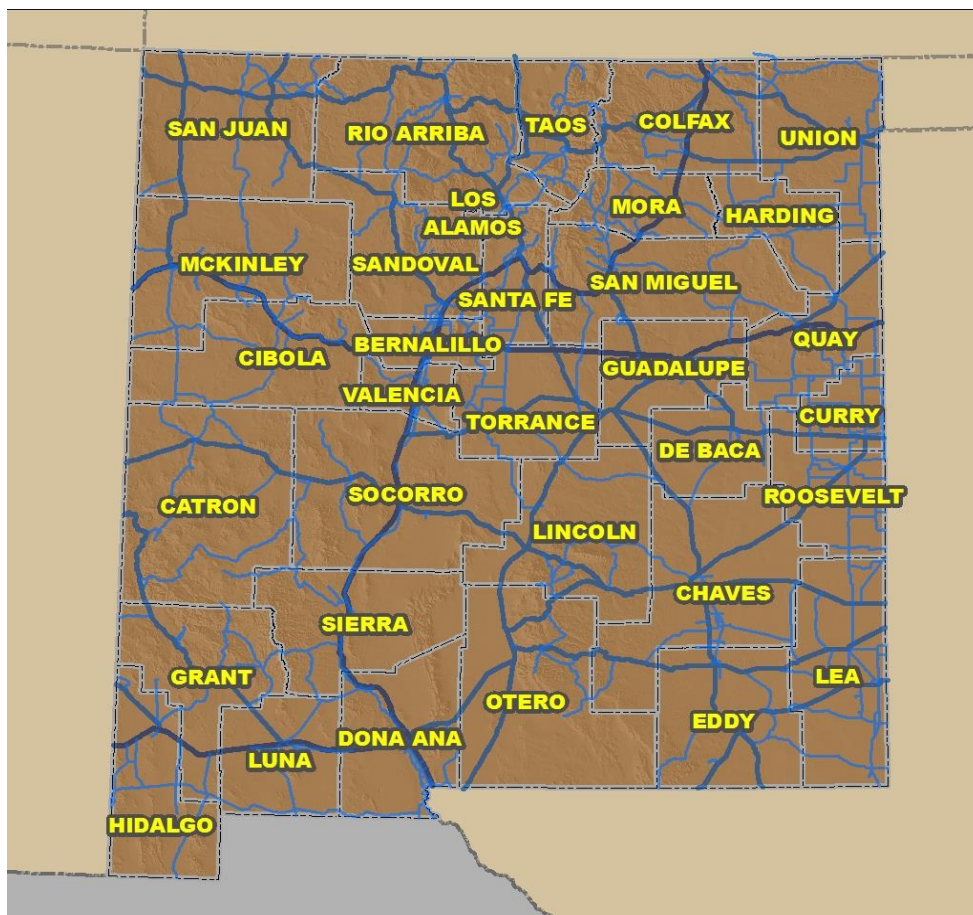 SAN JUAN
RIO ARRIBA
TAOS
COLFAX
UNION
LOS
ALAMOS
MORA
HARDING
MCKINLEY
SANDOVAL
SANTA FE
SAN MIGUEL
CIBOLA
BERNALILLO
GUADALUPE
QUAY
VALENCIA
TORRANCE
CURRY
DE BACA
CATRON
SOCORRO
LINCOLN
ROOSEVELT
SIERRA
CHAVES
GRANT
OTERO
LEA
LUNA
DONA ANA
EDDY
HIDALGO